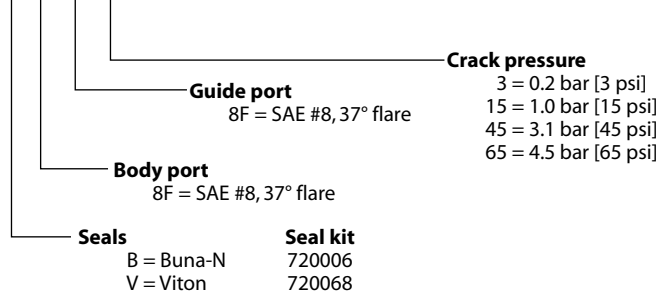 Crack pressure
3 = 0.2 bar [3 psi]
15 = 1.0 bar [15 psi]
45 = 3.1 bar [45 psi]
65 = 4.5 bar [65 psi]
Guide port
8F = SAE #8, 37° flare
Body port
8F = SAE #8, 37° flare
Seals Seal kit
B = Buna-N 720006
V = Viton 720068